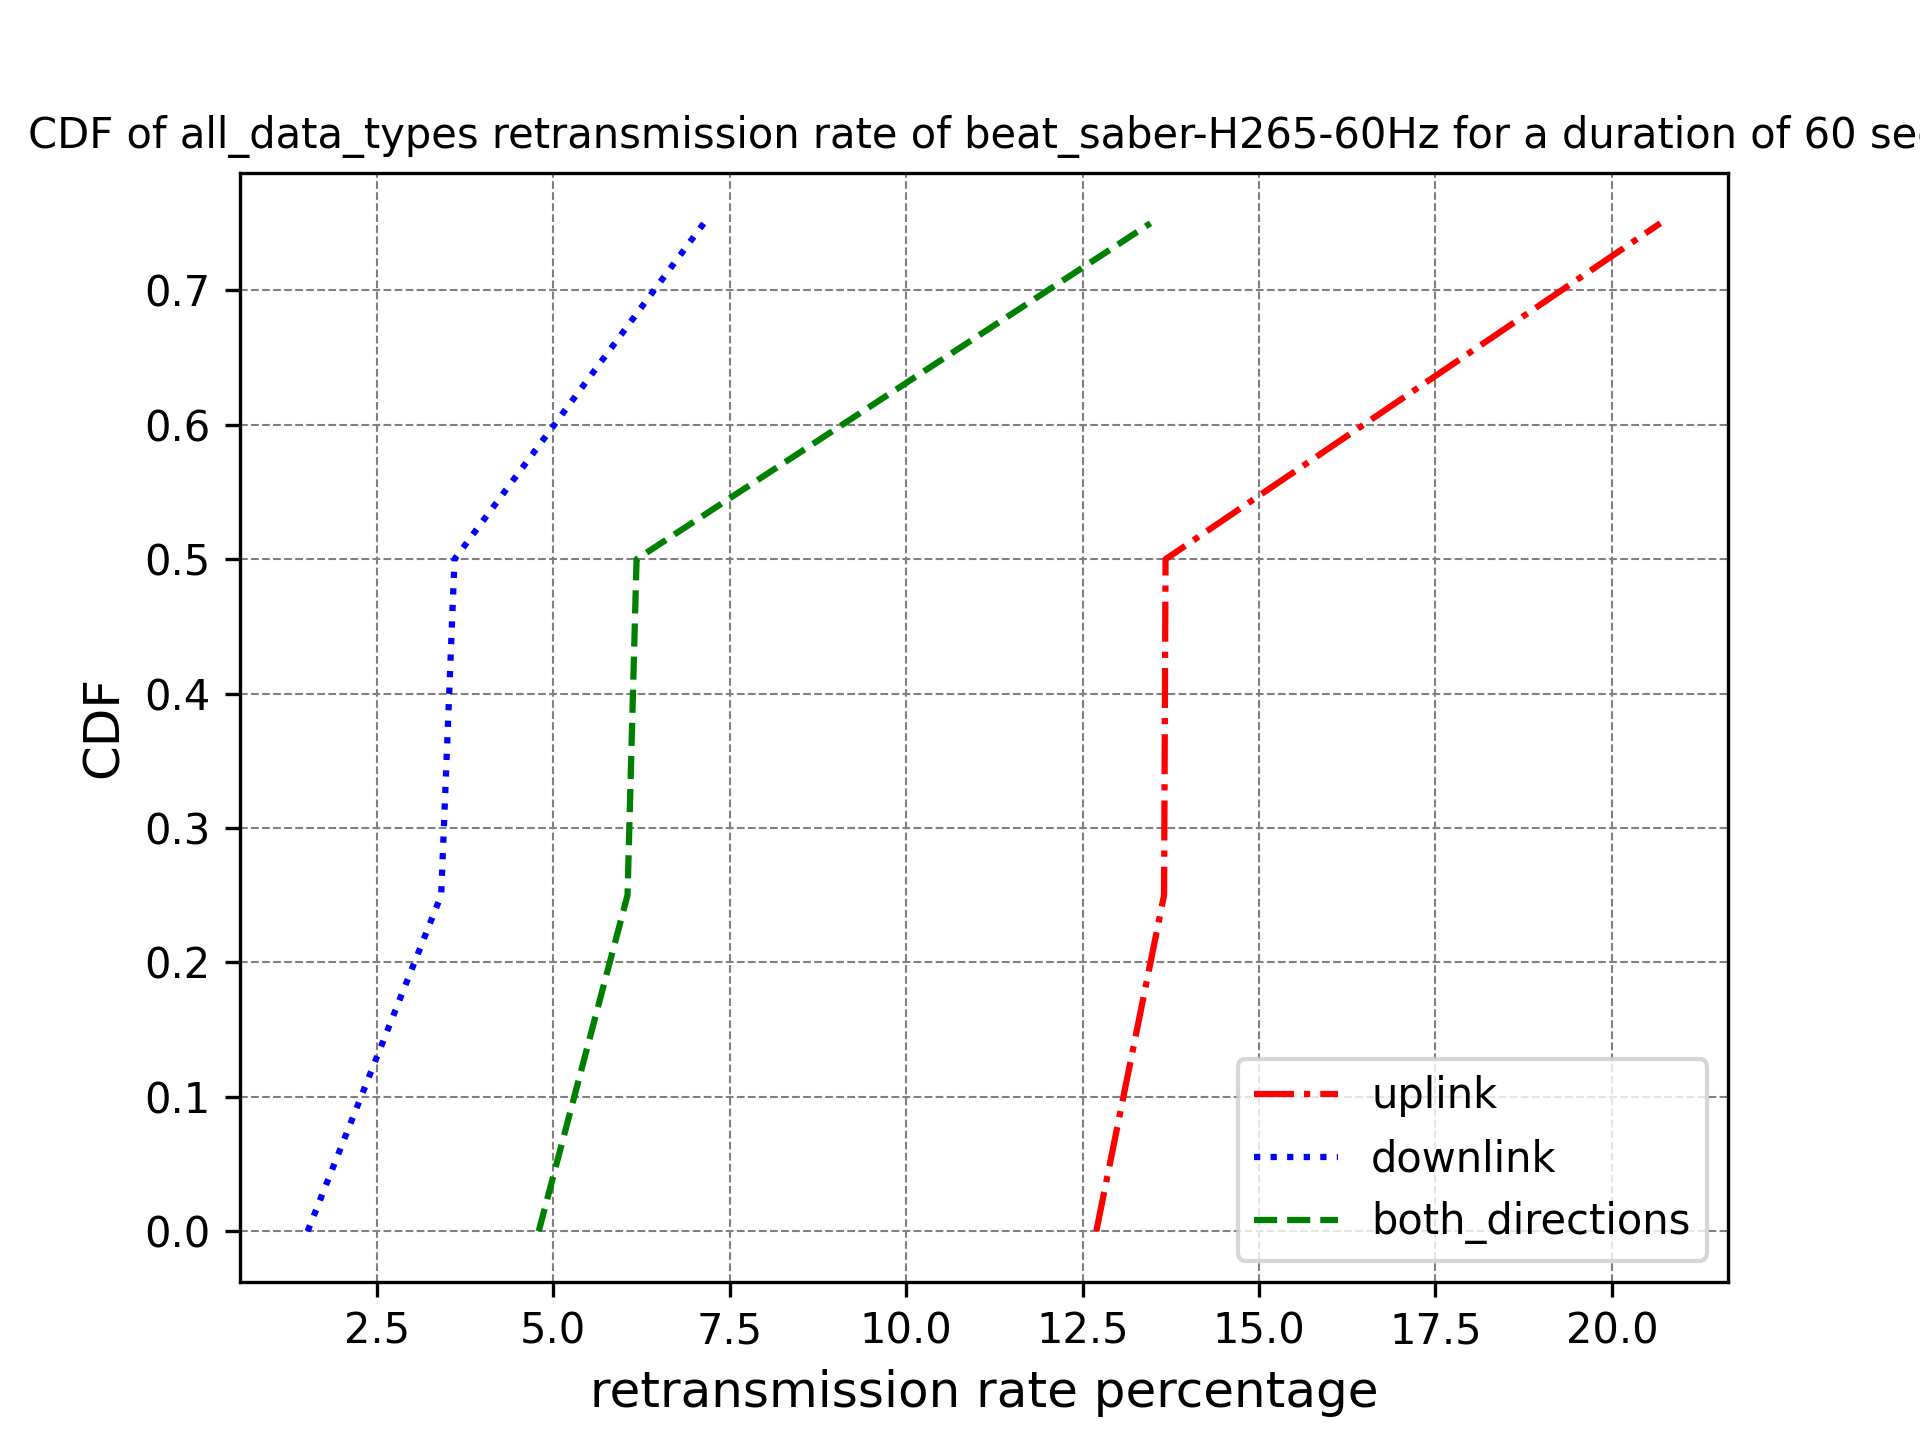 CDF of all_data_types retransmission rate of beat_saber-H265-60Hz for a duration of 60
CDF
0.7
0.6
0.5
0.4
0.3
0.2
0.1
0.0
uplink
downlink
both_directions
2.5 5.0 7.5 10.0 12.5 15.0 17.5 20.0
retransmission rate percentage